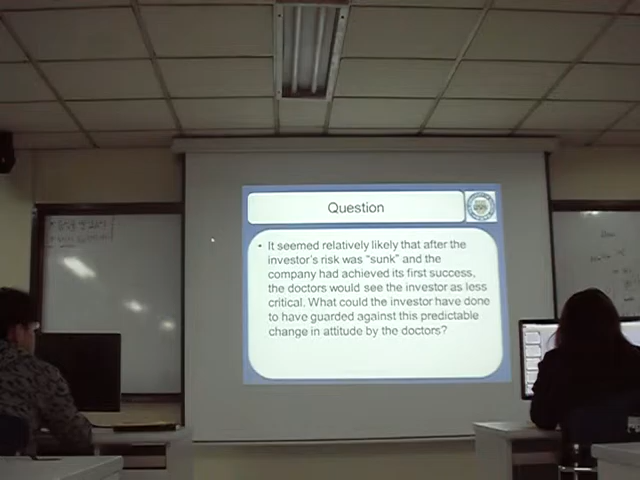 Question
• It seemed relatively likely that after the
investor's risk was "sunk" and the
company had achieved its first success,
the doctors would see the investor as less
critical. What could the investor have done
to have guarded against this predictable
change in attitude by the doctors?